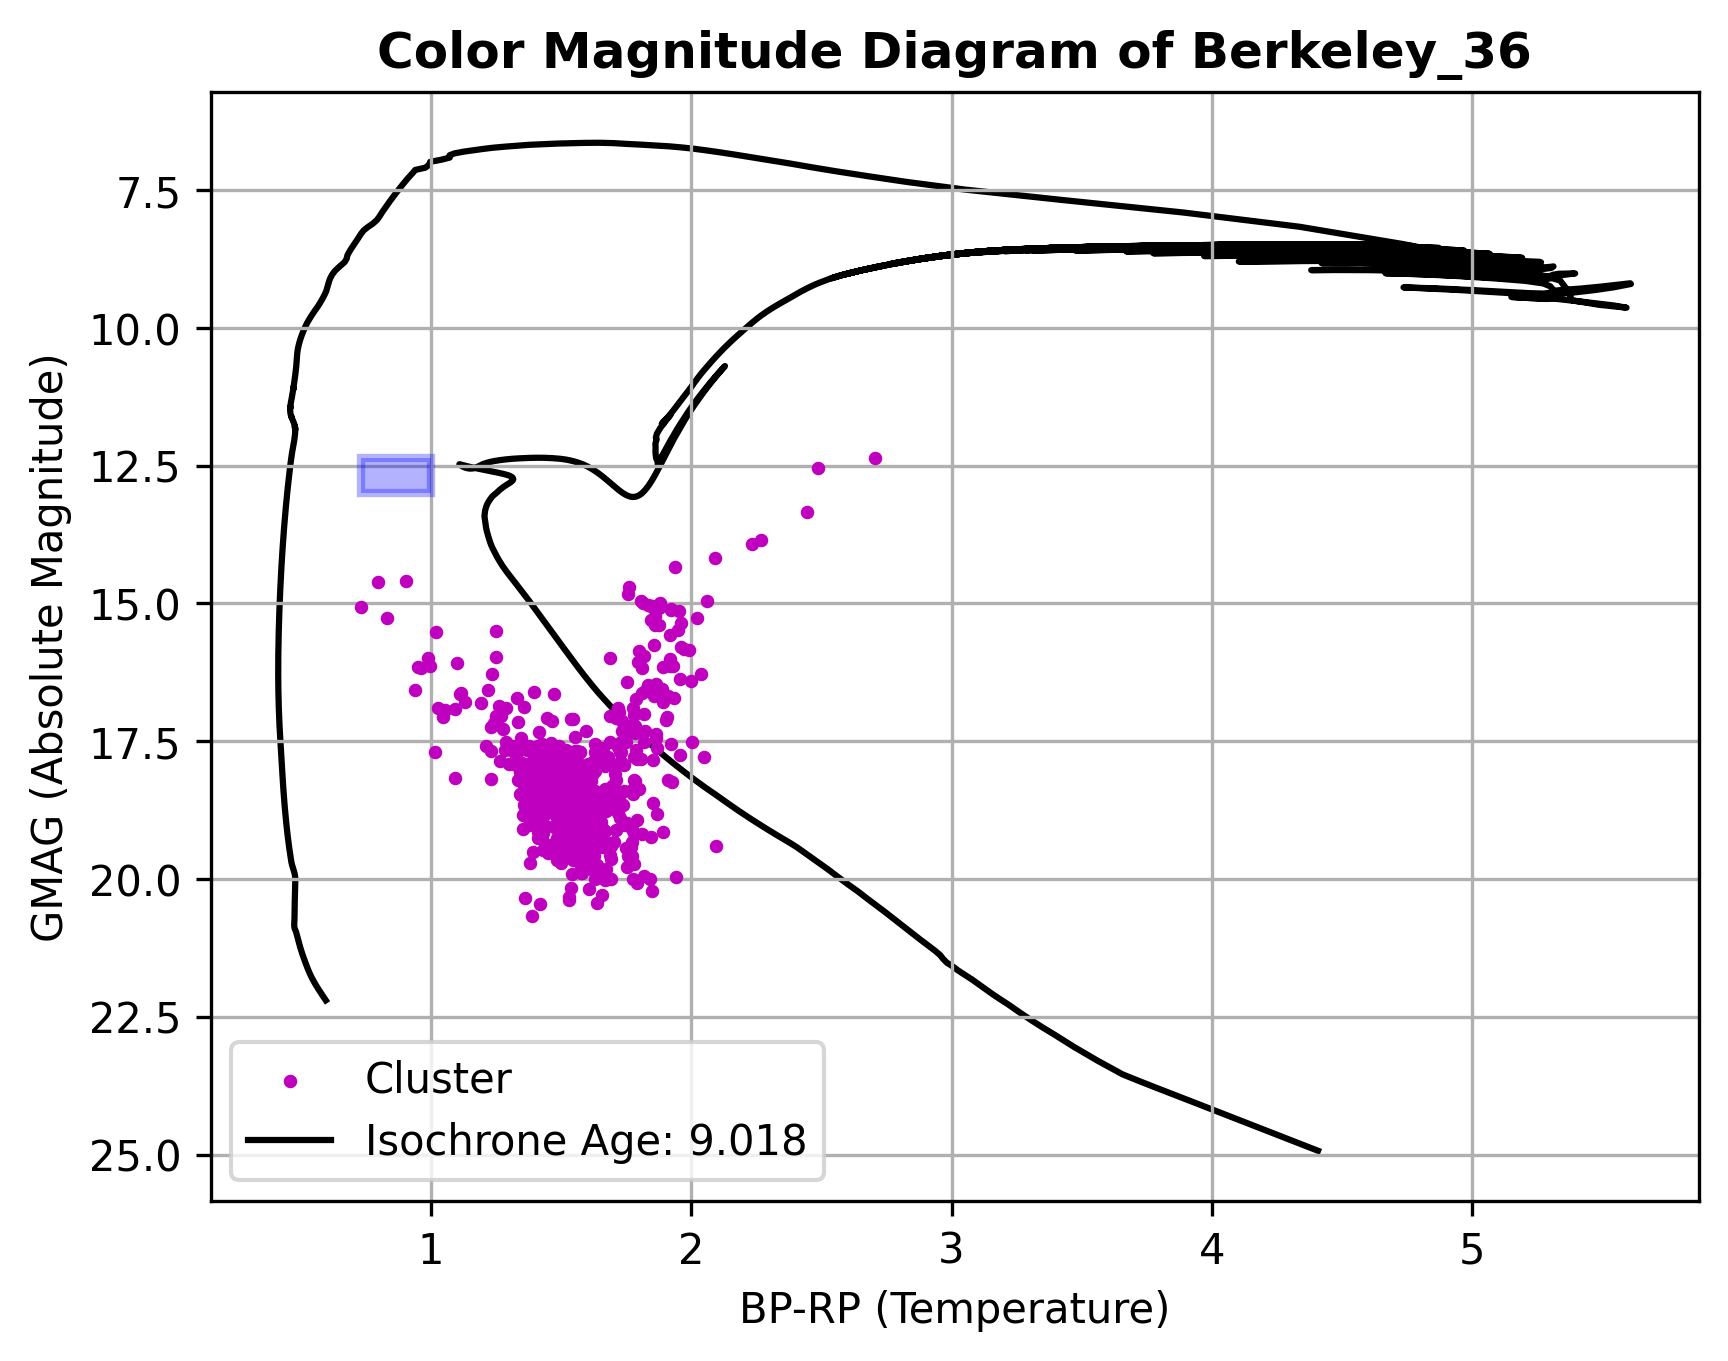 Color Magnitude Diagram of Berkeley_36
GMAG (Absolute Magnitude)
7.5
10.0
12.5
15.0
17.5
20.0
22.5
25.0
Cluster
Isochrone Age: 9.018
1 2 3 4 5
BP-RP (Temperature)